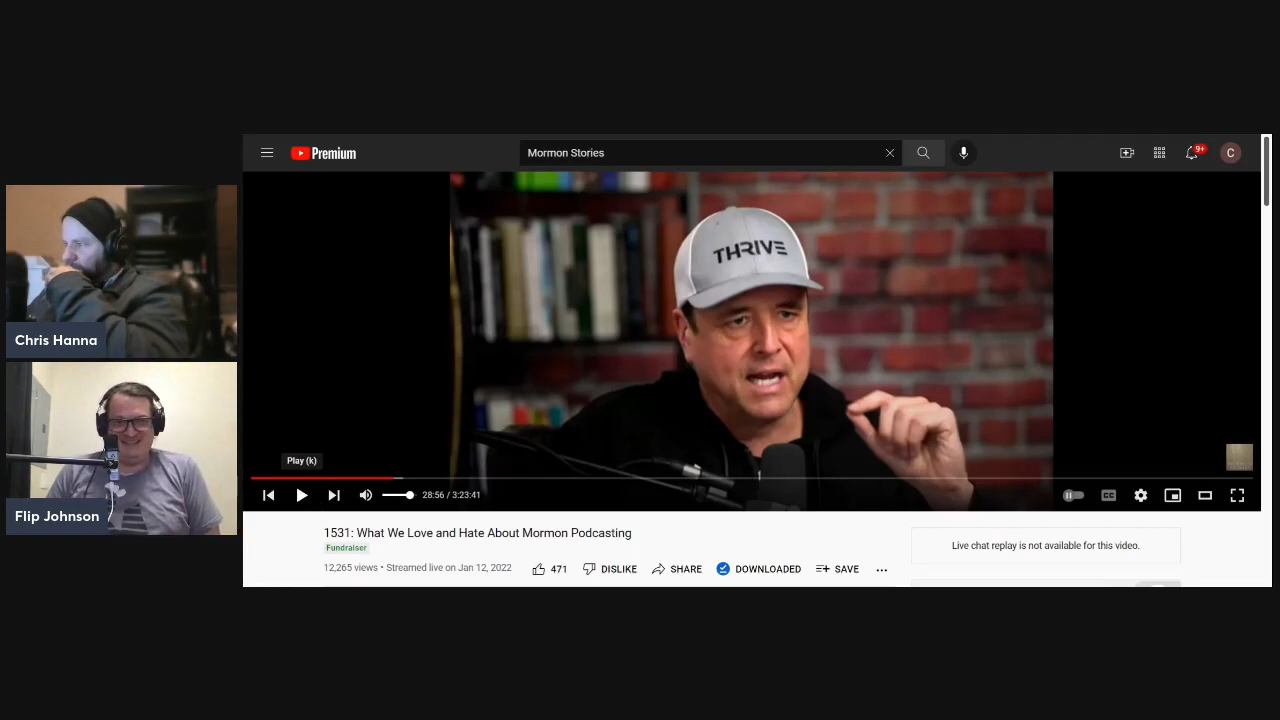 Premium
Mormon Stories
9+
C
THRIVE
Chris Hanna
Flip Johnson
Play (k)
28:56 / 3:23:41
CC
1531: What We Love and Hate About Mormon Podcasting
Fundraiser
12,265 views • Streamed live on Jan 12, 2022
471
DISLIKE
SHARE
DOWNLOADED
SAVE
Live chat replay is not available for this video.